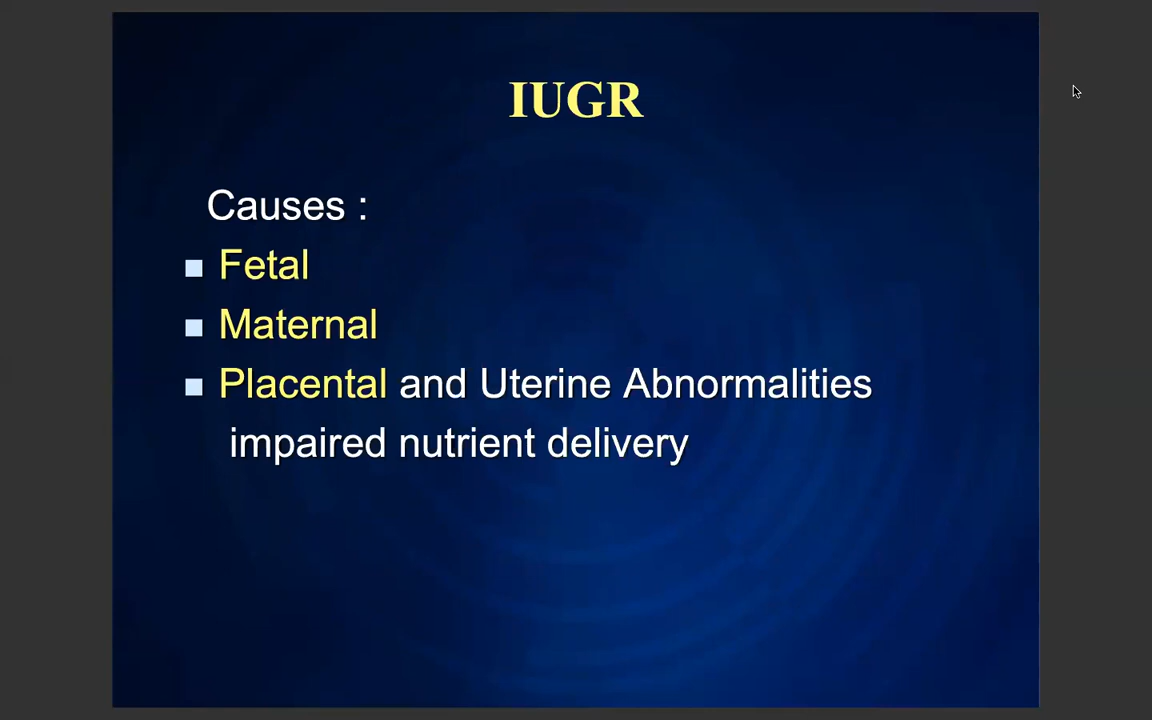 IUGR
Causes :
Fetal
Maternal
Placental and Uterine Abnormalities
impaired nutrient delivery